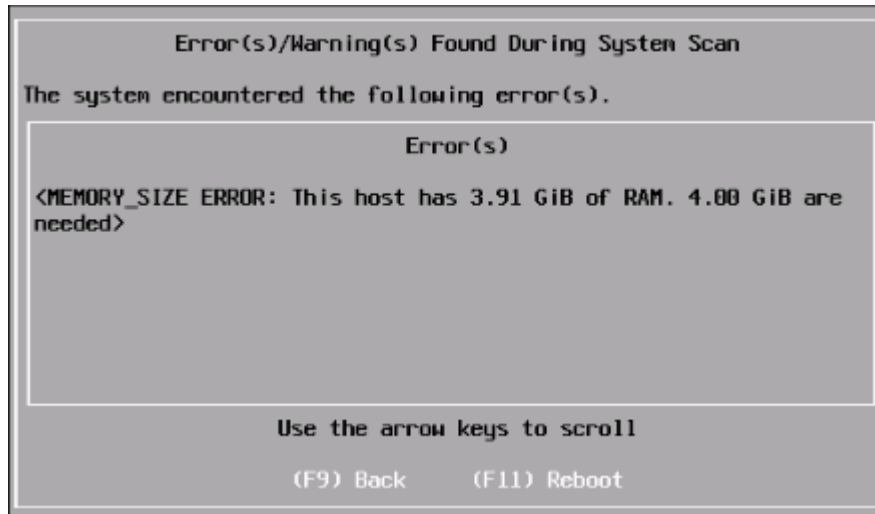 Error(s)/Warning(s) Found During System Scan
The system encountered the following error(s).
Error(s)
<MEMORY_SIZE ERROR: This host has 3.91 GiB of RAM. 4.00 GiB are
needed>
Use the arrow keys to scroll
(F9) Back (F11) Reboot